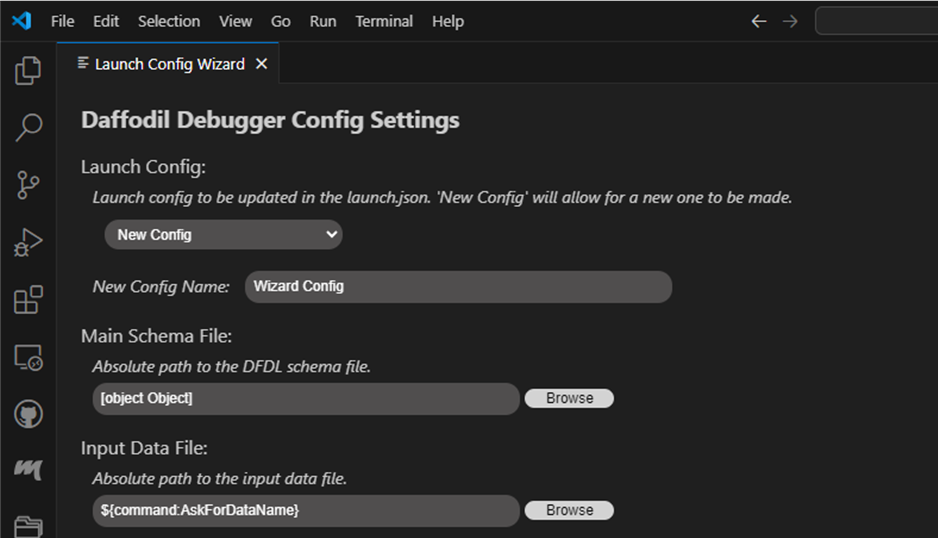 File Edit Selection View Go Run Terminal Help
Launch Config Wizard
Daffodil Debugger Config Settings
Launch Config:
Launch config to be updated in the launch.json. 'New Config' will allow for a new one to be made.
New Config
New Config Name: Wizard Config
Main Schema File:
Absolute path to the DFDL schema file.
[object Object] Browse
Input Data File:
Absolute path to the input data file.
${command:AskForDataName} Browse